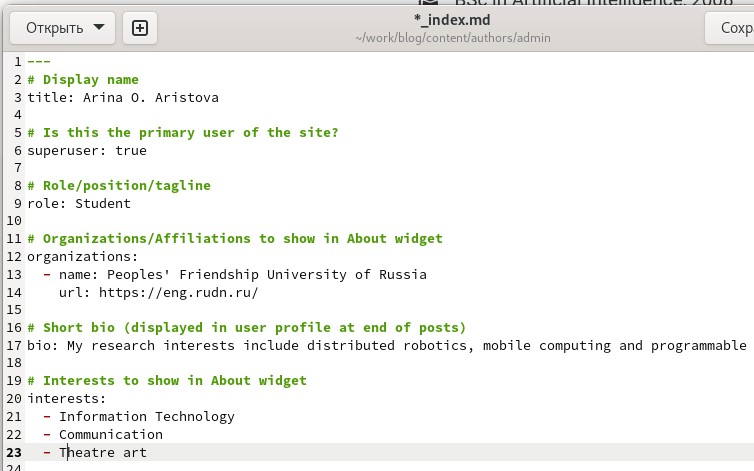 BSc in Artificial Intelligence, 2008
Открыть
*_index.md
~/work/blog/content/authors/admin
Сохр
1 ---
2 # Display name
3 title: Arina O. Aristova
4
5 # Is this the primary user of the site?
6 superuser: true
7
8 # Role/position/tagline
9 role: Student
10
11 # Organizations/Affiliations to show in About widget
12 organizations:
13   - name: Peoples' Friendship University of Russia
14     url: https://eng.rudn.ru/
15
16 # Short bio (displayed in user profile at end of posts)
17 bio: My research interests include distributed robotics, mobile computing and programmable
18
19 # Interests to show in About widget
20 interests:
21   - Information Technology
22   - Communication
23   - Theatre art
24